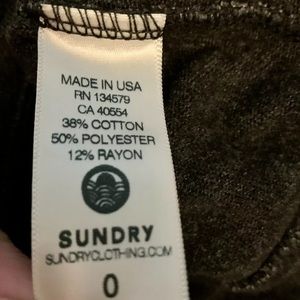 MADE IN USA
RN 134579
CA 40554
38% COTTON
50% POLYESTER
12% RAYON
SUNDRY
SUNDRYCLOTHING.COM
0